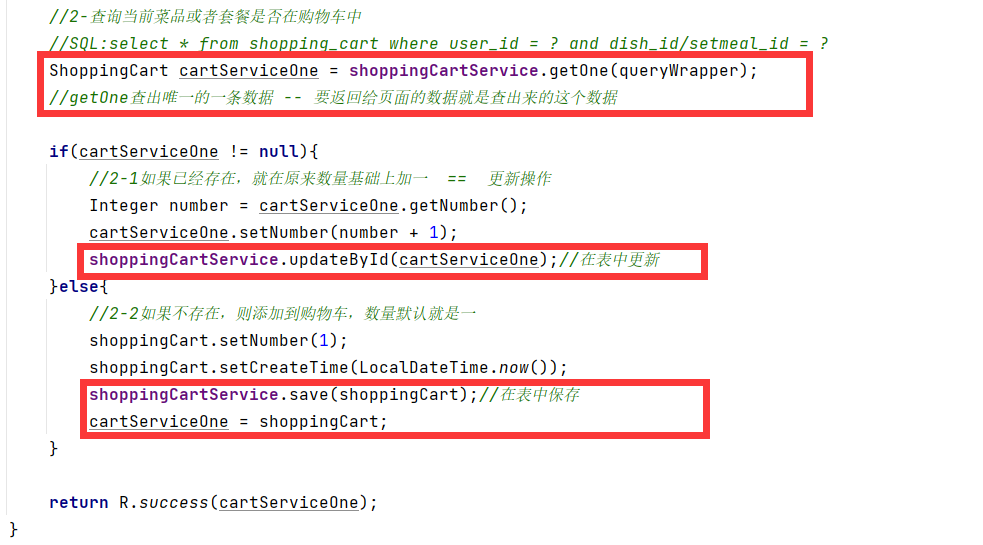 //2-查询当前菜品或者套餐是否在购物车中
//SQL:select * from shopping_cart where user_id = ? and dish_id/setmeal_id = ?
ShoppingCart cartServiceOne = shoppingCartService.getOne(queryWrapper);
//getOne查出唯一的一条数据 -- 要返回给页面的数据就是查出来的这个数据
if(cartServiceOne != null){
//2-1如果已经存在，就在原来数量基础上加一  ==  更新操作
Integer number = cartServiceOne.getNumber();
cartServiceOne.setNumber(number + 1);
shoppingCartService.updateById(cartServiceOne);//在表中更新
}else{
//2-2如果不存在，则添加到购物车，数量默认就是一
shoppingCart.setNumber(1);
shoppingCart.setCreateTime(LocalDateTime.now());
shoppingCartService.save(shoppingCart);//在表中保存
cartServiceOne = shoppingCart;
}
return R.success(cartServiceOne);
}